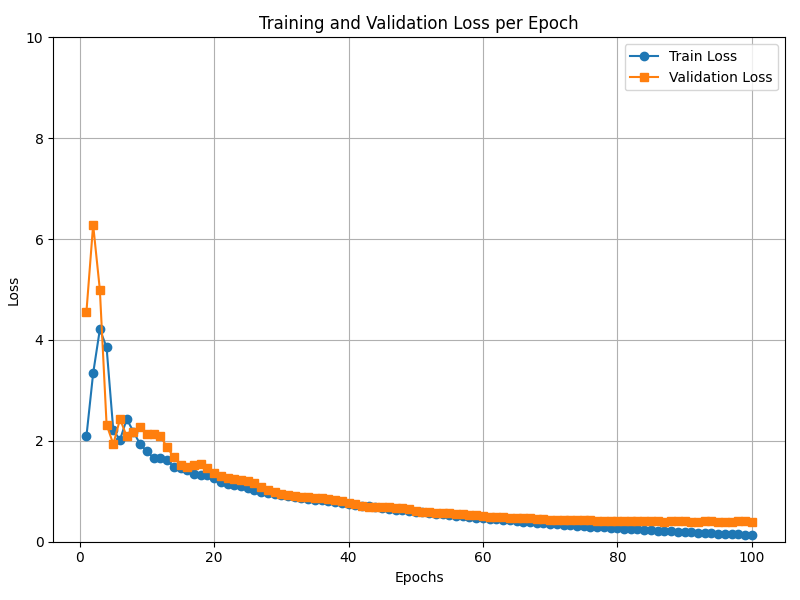 Training and Validation Loss per Epoch
10
8
6
4
2
0
Loss
Train Loss
Validation Loss
0 20 40 60 80 100
Epochs